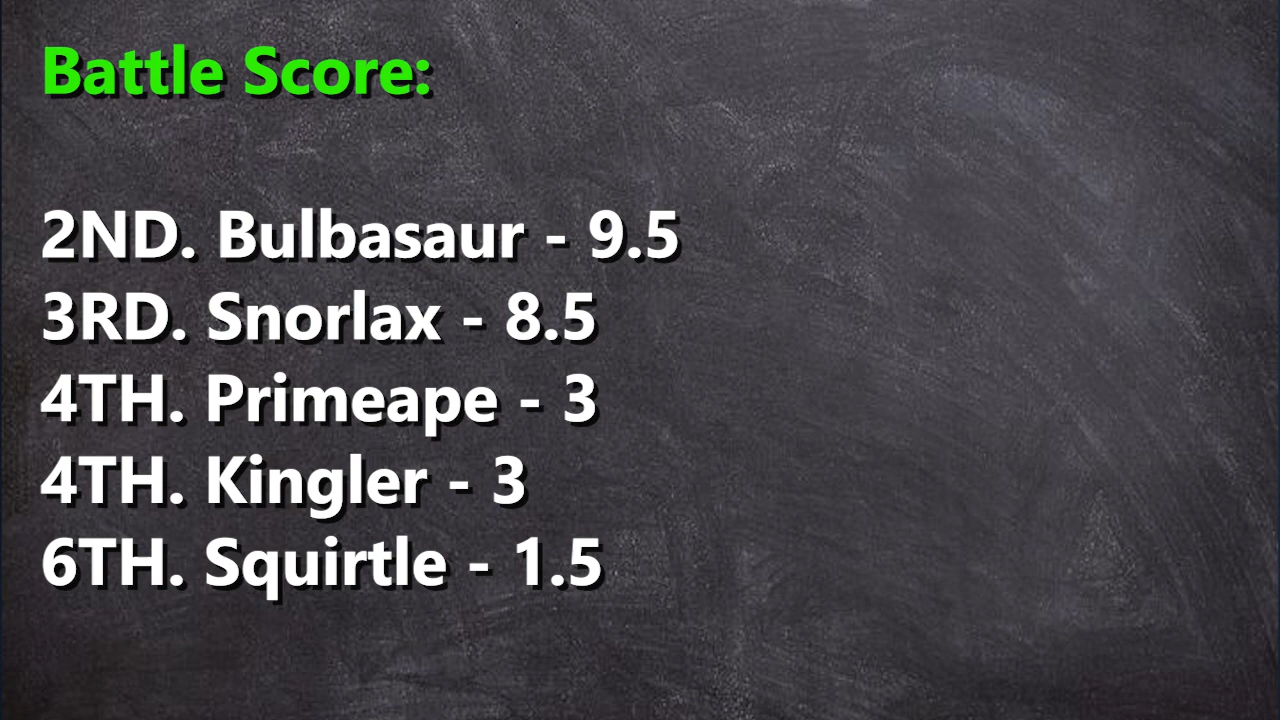 Battle Score:
2ND. Bulbasaur - 9.5
3RD. Snorlax - 8.5
4TH. Primeape - 3
4TH. Kingler - 3
6TH. Squirtle - 1.5